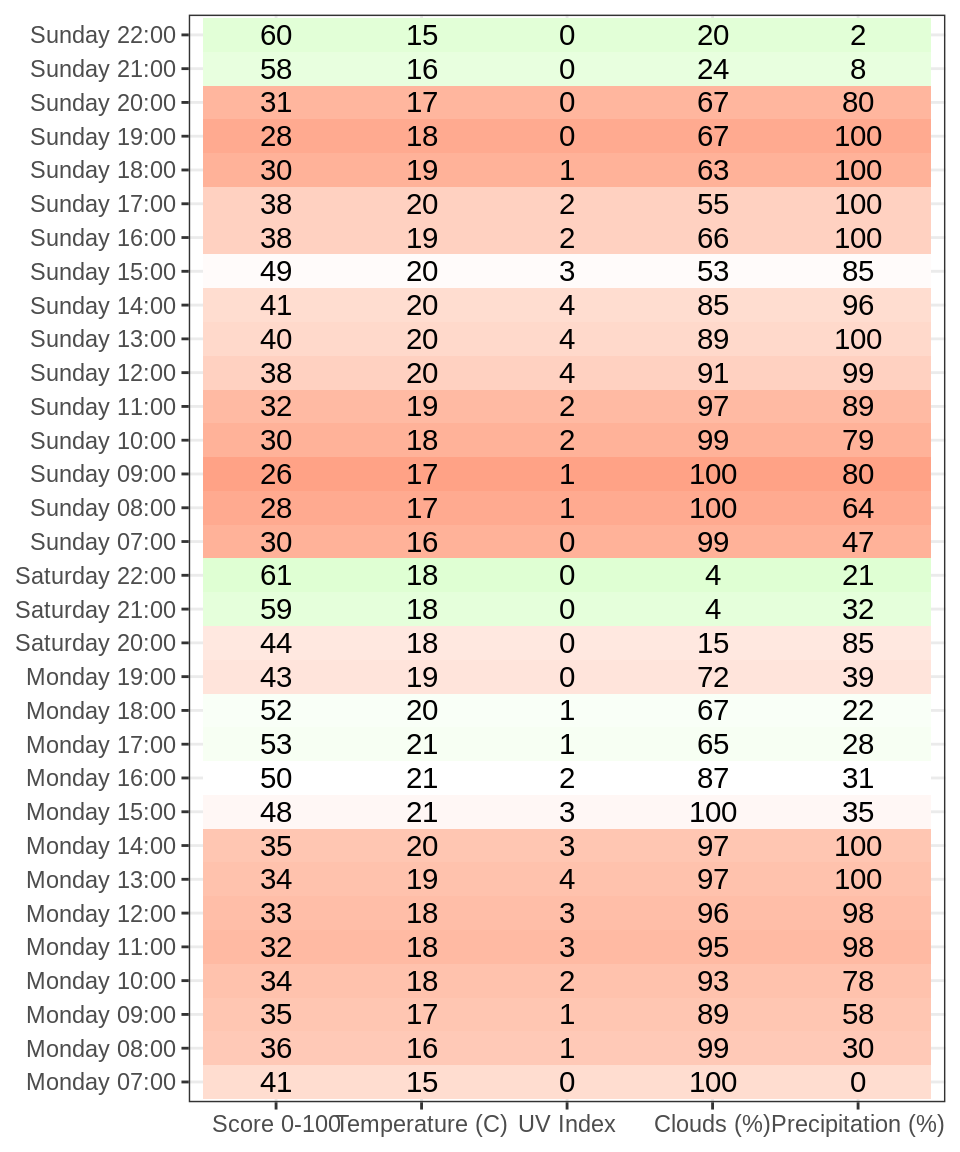 Sunday 22:00 60 15 0 20 2
Sunday 21:00 58 16 0 24 8
Sunday 20:00 31 17 0 67 80
Sunday 19:00 28 18 0 67 100
Sunday 18:00 30 19 1 63 100
Sunday 17:00 38 20 2 55 100
Sunday 16:00 38 19 2 66 100
Sunday 15:00 49 20 3 53 85
Sunday 14:00 41 20 4 85 96
Sunday 13:00 40 20 4 89 100
Sunday 12:00 38 20 4 91 99
Sunday 11:00 32 19 2 97 89
Sunday 10:00 30 18 2 99 79
Sunday 09:00 26 17 1 100 80
Sunday 08:00 28 17 1 100 64
Sunday 07:00 30 16 0 99 47
Saturday 22:00 61 18 0 4 21
Saturday 21:00 59 18 0 4 32
Saturday 20:00 44 18 0 15 85
Monday 19:00 43 19 0 72 39
Monday 18:00 52 20 1 67 22
Monday 17:00 53 21 1 65 28
Monday 16:00 50 21 2 87 31
Monday 15:00 48 21 3 100 35
Monday 14:00 35 20 3 97 100
Monday 13:00 34 19 4 97 100
Monday 12:00 33 18 3 96 98
Monday 11:00 32 18 3 95 98
Monday 10:00 34 18 2 93 78
Monday 09:00 35 17 1 89 58
Monday 08:00 36 16 1 99 30
Monday 07:00 41 15 0 100 0
Score 0-100 Temperature (C) UV Index Clouds (%) Precipitation (%)